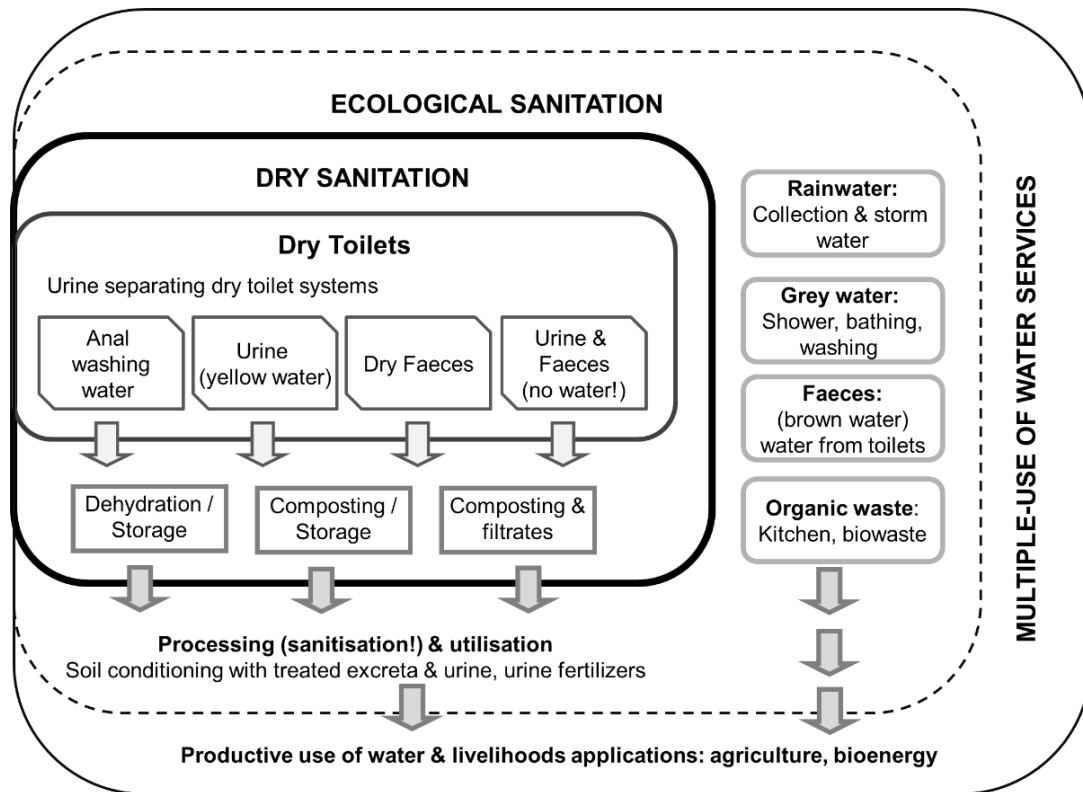 ECOLOGICAL SANITATION
DRY SANITATION
Dry Toilets
Urine separating dry toilet systems
Anal
washing
water
Urine
(yellow water)
Dry Faeces
Urine &
Faeces
(no water!)
Dehydration /
Storage
Composting /
Storage
Composting &
filtrates
Rainwater:
Collection & storm
water
Grey water:
Shower, bathing,
washing
Faeces:
(brown water)
water from toilets
Organic waste:
Kitchen, biowaste
MULTIPLE-USE OF WATER SERVICES
Processing (sanitisation!) & utilisation
Soil conditioning with treated excreta & urine, urine fertilizers
Productive use of water & livelihoods applications: agriculture, bioenergy